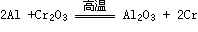 高温
2Al +Cr₂O₃ ═══ Al₂O₃ + 2Cr